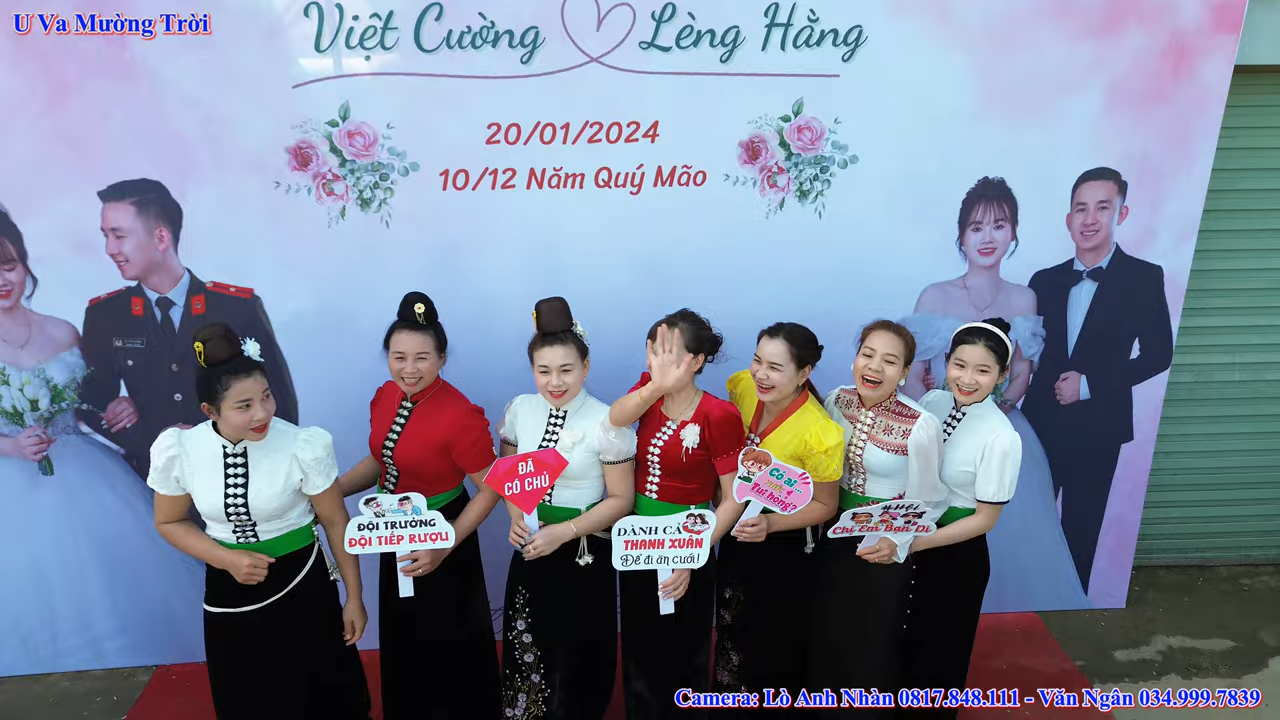 U Va Mường Trời
Việt Cường Lèng Hằng
20/01/2024
10/12 Năm Quý Mão
ĐÃ
CÓ CHỦ
ĐỘI TRƯỞNG
ĐỘI TIẾP RƯỢU
DÀNH CẢ
THANH XUÂN
Để đi ăn cưới!
Có ai...
Tui hông?
Chị Em Bạn Dì
Camera: Lò Anh Nhàn 0817.848.111 - Văn Ngân 034.999.7839